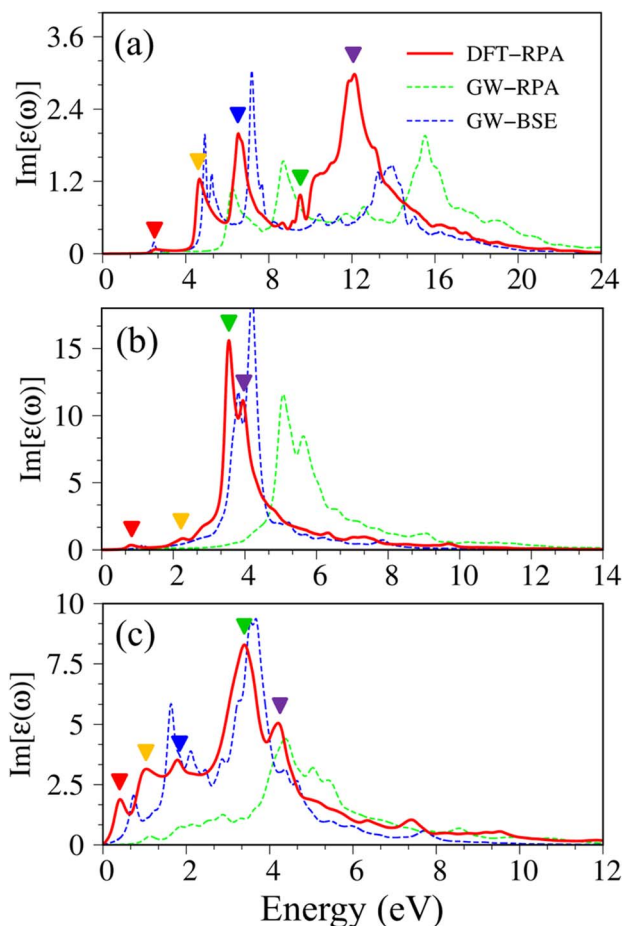 (a)
DFT−RPA
GW−RPA
GW−BSE
Im[ε(ω)]
3.6
2.4
1.2
0
0 4 8 12 16 20 24
(b)
Im[ε(ω)]
15
10
5
0
0 2 4 6 8 10 12 14
(c)
Im[ε(ω)]
10
7.5
5
2.5
0
0 2 4 6 8 10 12
Energy (eV)